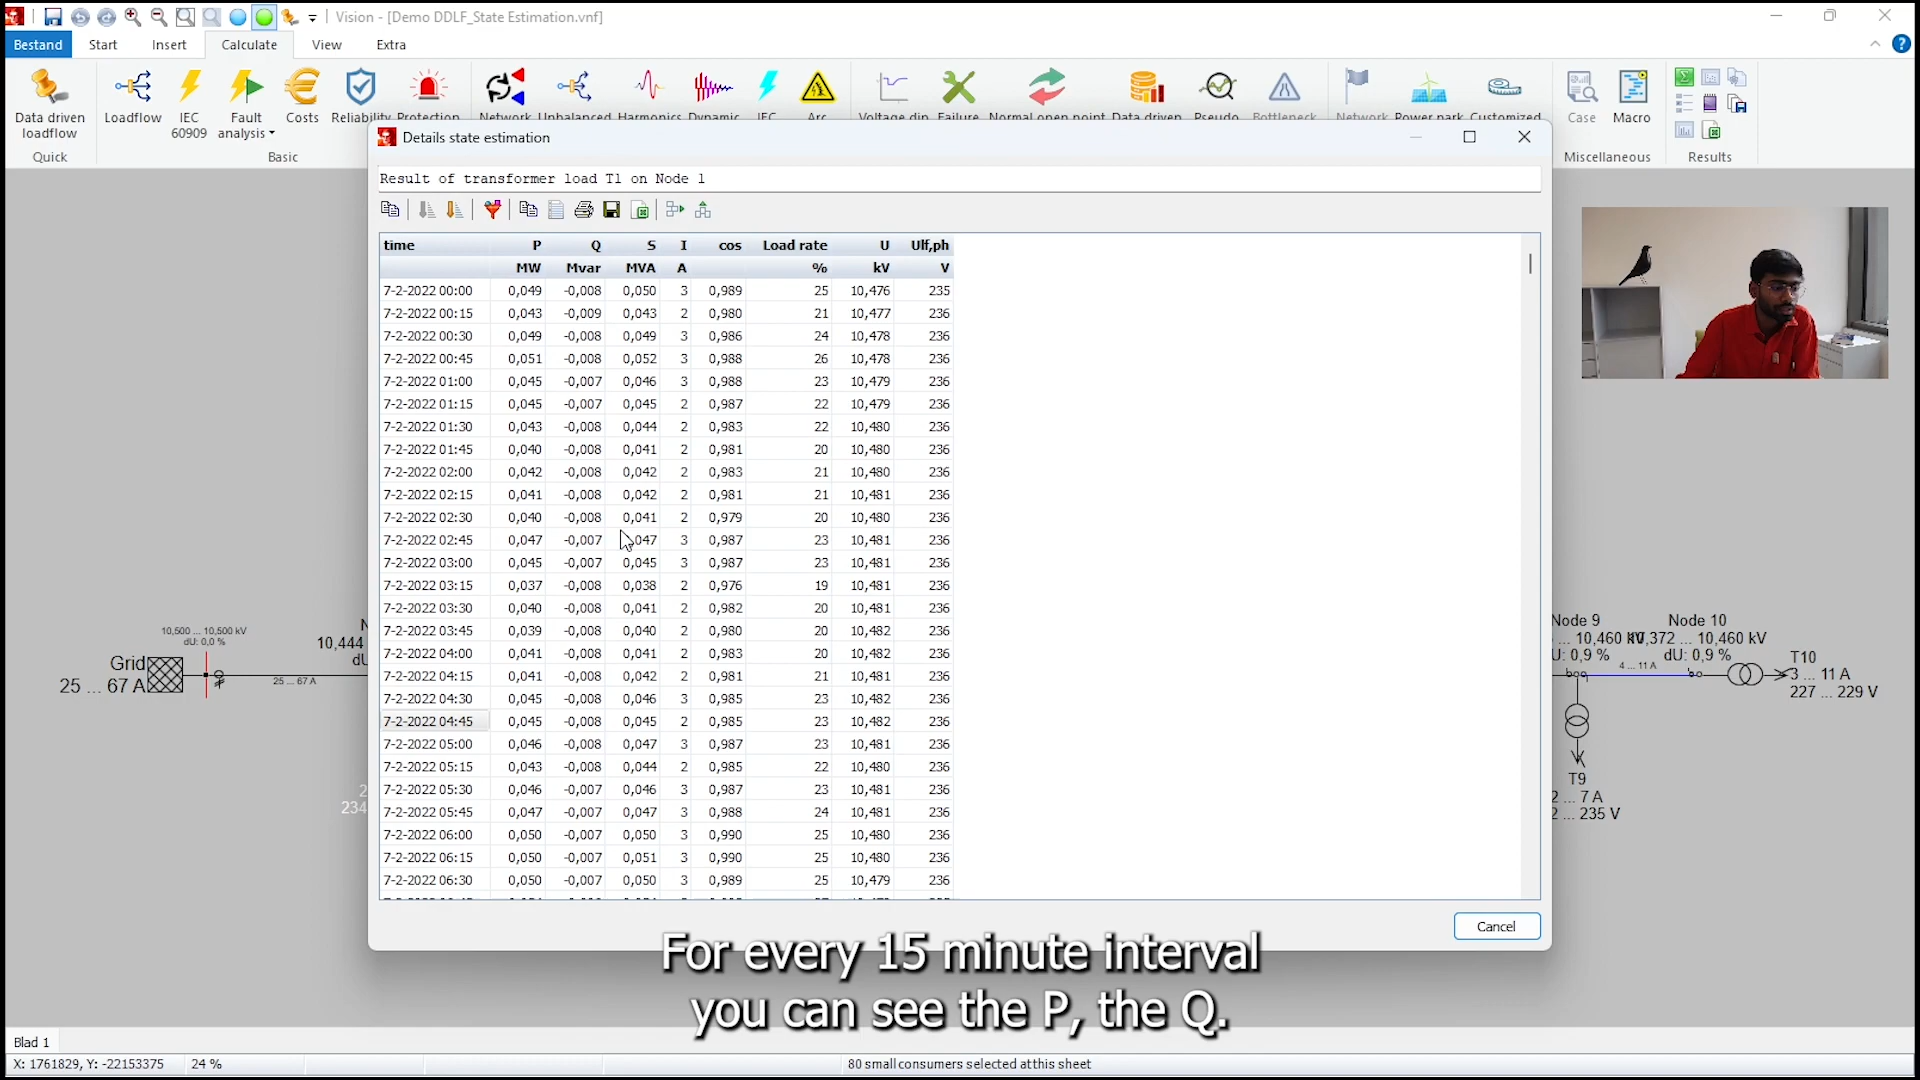 Vision - [Demo DDLF_State Estimation.vnf]
Bestand Start Insert Calculate View Extra
Data driven loadflow Loadflow IEC 60909 Fault analysis Costs Reliability Protection Network Unbalanced Harmonics Dynamic IEC Arc Voltage dip Failure Normal open point Data driven Pseudo Bottleneck Network Power park Customized Case Macro
Quick Basic Miscellaneous Results
Details state estimation
Result of transformer load T1 on Node 1
time P Q S I cos Load rate U Ulf,ph
MW Mvar MVA A % kV V
7-2-2022 00:00 0,049 -0,008 0,050 3 0,989 25 10,476 235
7-2-2022 00:15 0,043 -0,009 0,043 2 0,980 21 10,477 236
7-2-2022 00:30 0,049 -0,008 0,049 3 0,986 24 10,478 236
7-2-2022 00:45 0,051 -0,008 0,052 3 0,988 26 10,478 236
7-2-2022 01:00 0,045 -0,007 0,046 3 0,988 23 10,479 236
7-2-2022 01:15 0,045 -0,007 0,045 2 0,987 22 10,479 236
7-2-2022 01:30 0,043 -0,008 0,044 2 0,983 22 10,480 236
7-2-2022 01:45 0,040 -0,008 0,041 2 0,981 20 10,480 236
7-2-2022 02:00 0,042 -0,008 0,042 2 0,983 21 10,480 236
7-2-2022 02:15 0,041 -0,008 0,042 2 0,981 21 10,481 236
7-2-2022 02:30 0,040 -0,008 0,041 2 0,979 20 10,480 236
7-2-2022 02:45 0,047 -0,007 ,047 3 0,987 23 10,481 236
7-2-2022 03:00 0,045 -0,007 0,045 3 0,987 23 10,481 236
7-2-2022 03:15 0,037 -0,008 0,038 2 0,976 19 10,481 236
7-2-2022 03:30 0,040 -0,008 0,041 2 0,982 20 10,481 236
7-2-2022 03:45 0,039 -0,008 0,040 2 0,980 20 10,482 236
7-2-2022 04:00 0,041 -0,008 0,041 2 0,983 20 10,482 236
7-2-2022 04:15 0,041 -0,008 0,042 2 0,981 21 10,481 236
7-2-2022 04:30 0,045 -0,008 0,046 3 0,985 23 10,482 236
7-2-2022 04:45 0,045 -0,008 0,045 2 0,985 23 10,482 236
7-2-2022 05:00 0,046 -0,008 0,047 3 0,987 23 10,481 236
7-2-2022 05:15 0,043 -0,008 0,044 2 0,985 22 10,480 236
7-2-2022 05:30 0,046 -0,007 0,046 3 0,987 23 10,481 236
7-2-2022 05:45 0,047 -0,007 0,047 3 0,988 24 10,481 236
7-2-2022 06:00 0,050 -0,007 0,050 3 0,990 25 10,480 236
7-2-2022 06:15 0,050 -0,007 0,051 3 0,990 25 10,480 236
7-2-2022 06:30 0,050 -0,007 0,050 3 0,989 25 10,479 236
Cancel
10,500 ... 10,500 kV
dU: 0,0 %
10,444
Grid
25 ... 67 A
25 ... 67 A
234
Node 9 Node 10
... 10,460 kV 10,372 ... 10,460 kV
U: 0,9 % dU: 0,9 %
4 ... 11 A
T10
3 ... 11 A
227 ... 229 V
T9
2 ... 7 A
2 ... 235 V
For every 15 minute interval
you can see the P, the Q.
Blad 1
X: 1761829, Y: -22153375 24 % 80 small consumers selected at this sheet